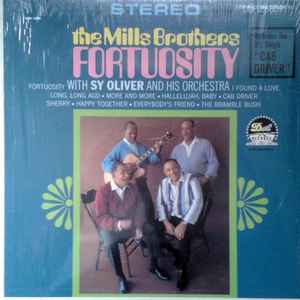 STEREO
the Mills Brothers
FORTUOSITY
FORTUOSITY WITH SY OLIVER AND HIS ORCHESTRA I FOUND A LOVE
LONG, LONG AGO • MORE AND MORE • HALLELUJAH, BABY • CAB DRIVER
SHERRY • HAPPY TOGETHER • EVERYBODY'S FRIEND • THE BRAMBLE BUSH
"CAB
DRIVER"
Dot